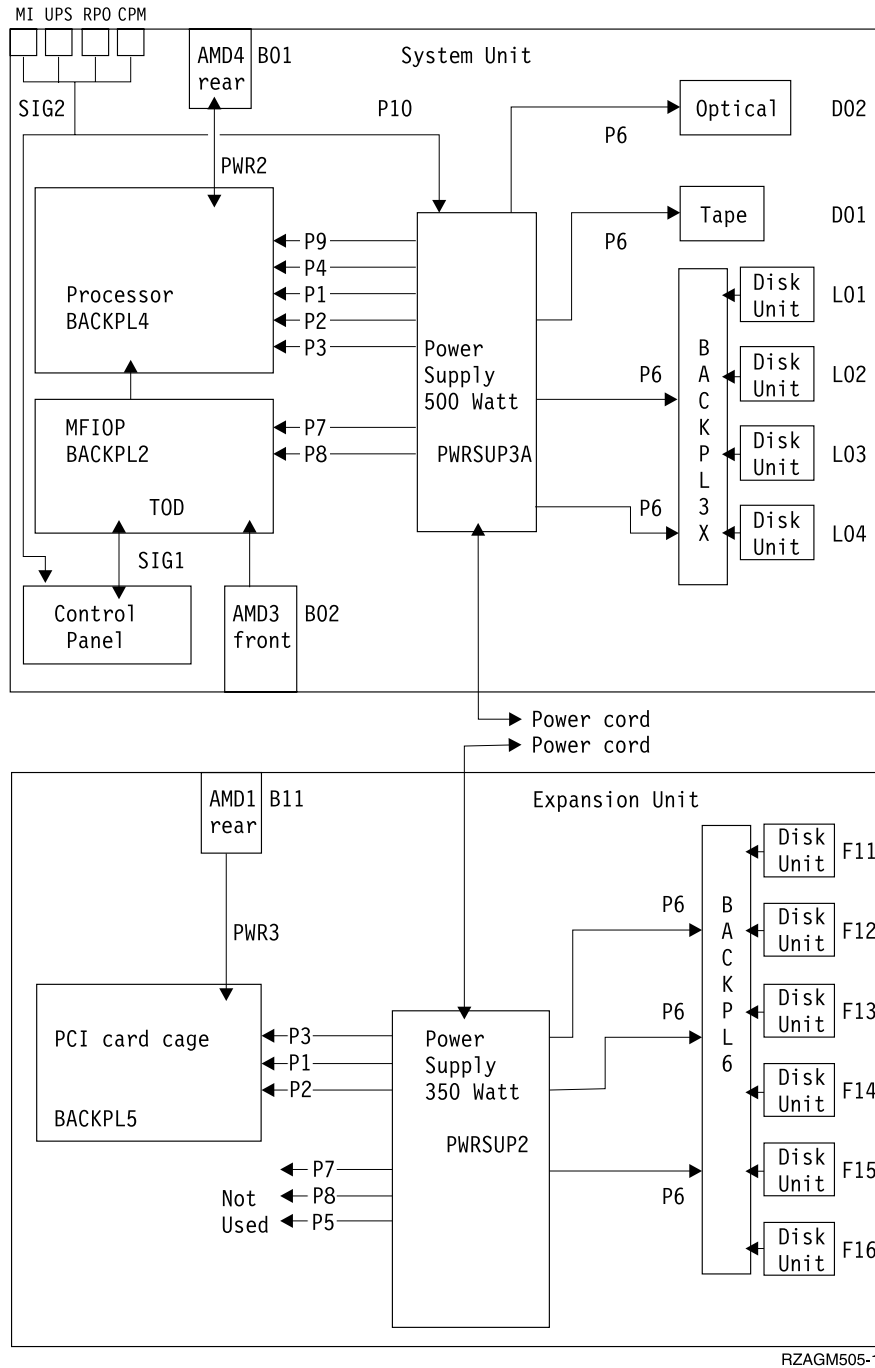 MI UPS RPO CPM
AMD4
rear
B01
System Unit
SIG2
P10
Optical
D02
P6
PWR2
Tape
D01
P6
P9
P4
P1
P2
P3
Processor
BACKPL4
Power
Supply
500 Watt
PWRSUP3A
Disk
Unit
L01
Disk
Unit
L02
Disk
Unit
L03
Disk
Unit
L04
P6
P6
BACKPL3X
MFIOP
BACKPL2
TOD
P7
P8
SIG1
Control
Panel
AMD3
front
B02
Power cord
Power cord
AMD1
rear
B11
Expansion Unit
Disk
Unit
F11
Disk
Unit
F12
Disk
Unit
F13
Disk
Unit
F14
Disk
Unit
F15
Disk
Unit
F16
P6
P6
P6
BACKPL6
PWR3
PCI card cage
BACKPL5
P3
P1
P2
Power
Supply
350 Watt
PWRSUP2
P7
P8
P5
Not
Used
RZAGM505-1